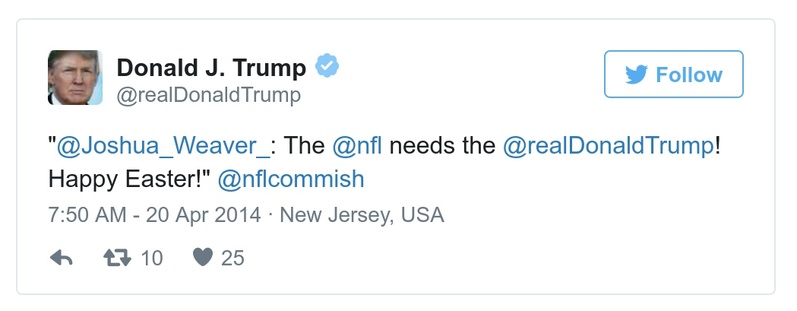 Donald J. Trump
@realDonaldTrump
Follow
"@Joshua_Weaver_: The @nfl needs the @realDonaldTrump!
Happy Easter!" @nflcommish
7:50 AM - 20 Apr 2014 · New Jersey, USA
10 25